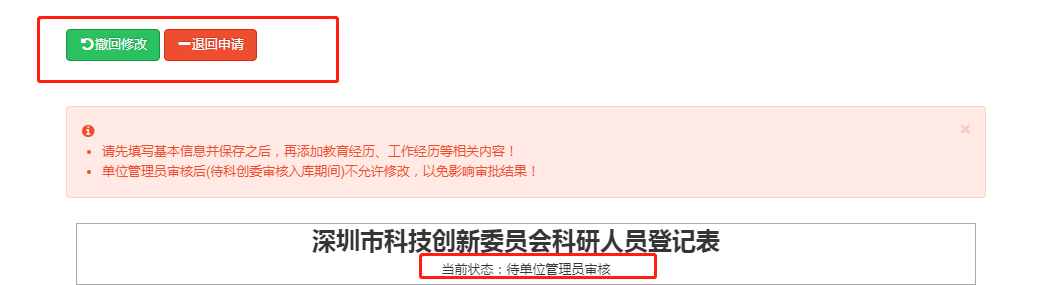 撤回修改 退回申请
请先填写基本信息并保存之后，再添加教育经历、工作经历等相关内容！
单位管理员审核后(待科创委审核入库期间)不允许修改，以免影响审批结果！
深圳市科技创新委员会科研人员登记表
当前状态：待单位管理员审核